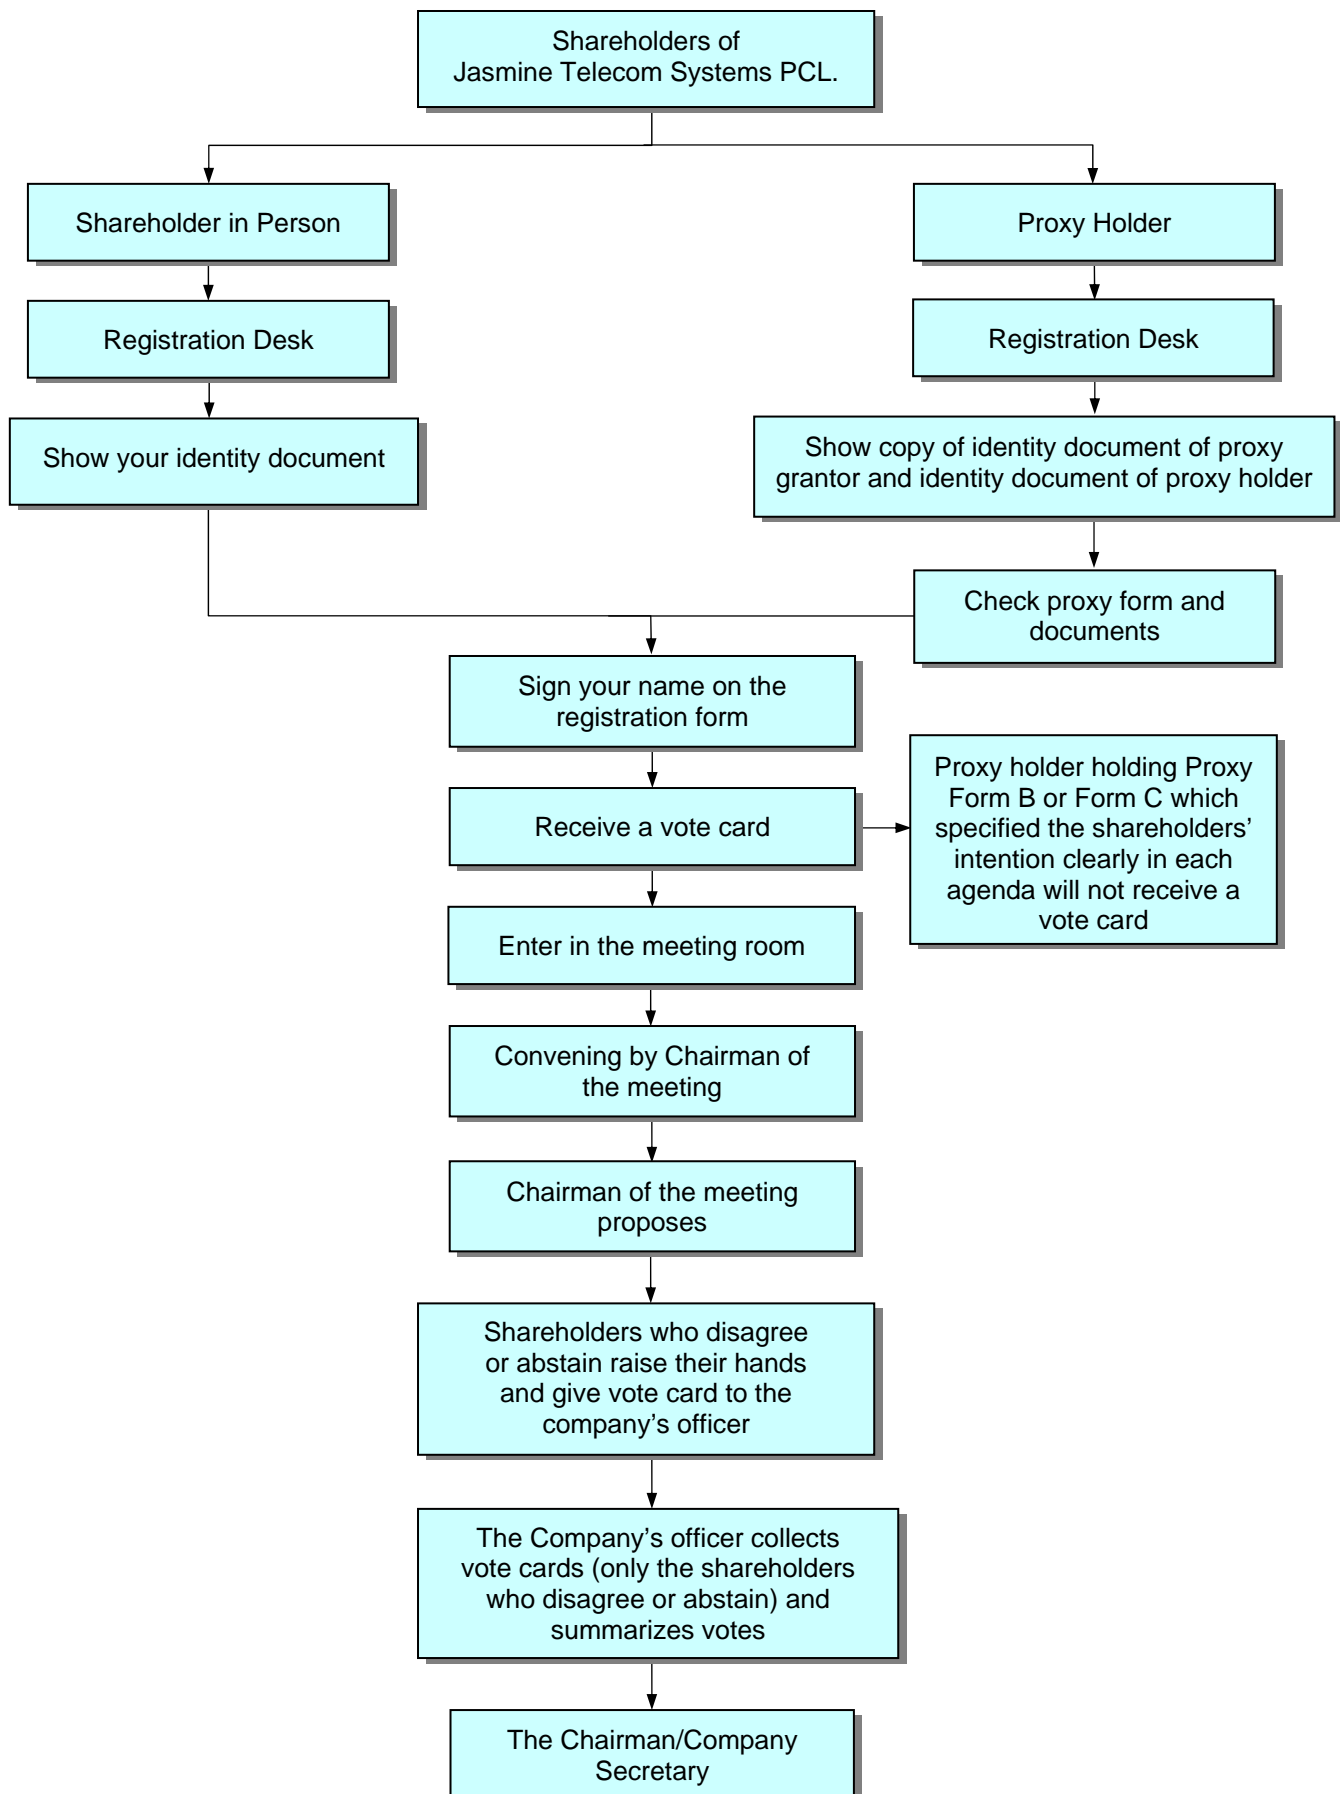 Shareholders of
Jasmine Telecom Systems PCL.
Shareholder in Person
Proxy Holder
Registration Desk
Registration Desk
Show your identity document
Show copy of identity document of proxy
grantor and identity document of proxy holder
Check proxy form and
documents
Sign your name on the
registration form
Receive a vote card
Proxy holder holding Proxy
Form B or Form C which
specified the shareholders’
intention clearly in each
agenda will not receive a
vote card
Enter in the meeting room
Convening by Chairman of
the meeting
Chairman of the meeting
proposes
Shareholders who disagree
or abstain raise their hands
and give vote card to the
company’s officer
The Company’s officer collects
vote cards (only the shareholders
who disagree or abstain) and
summarizes votes
The Chairman/Company
Secretary